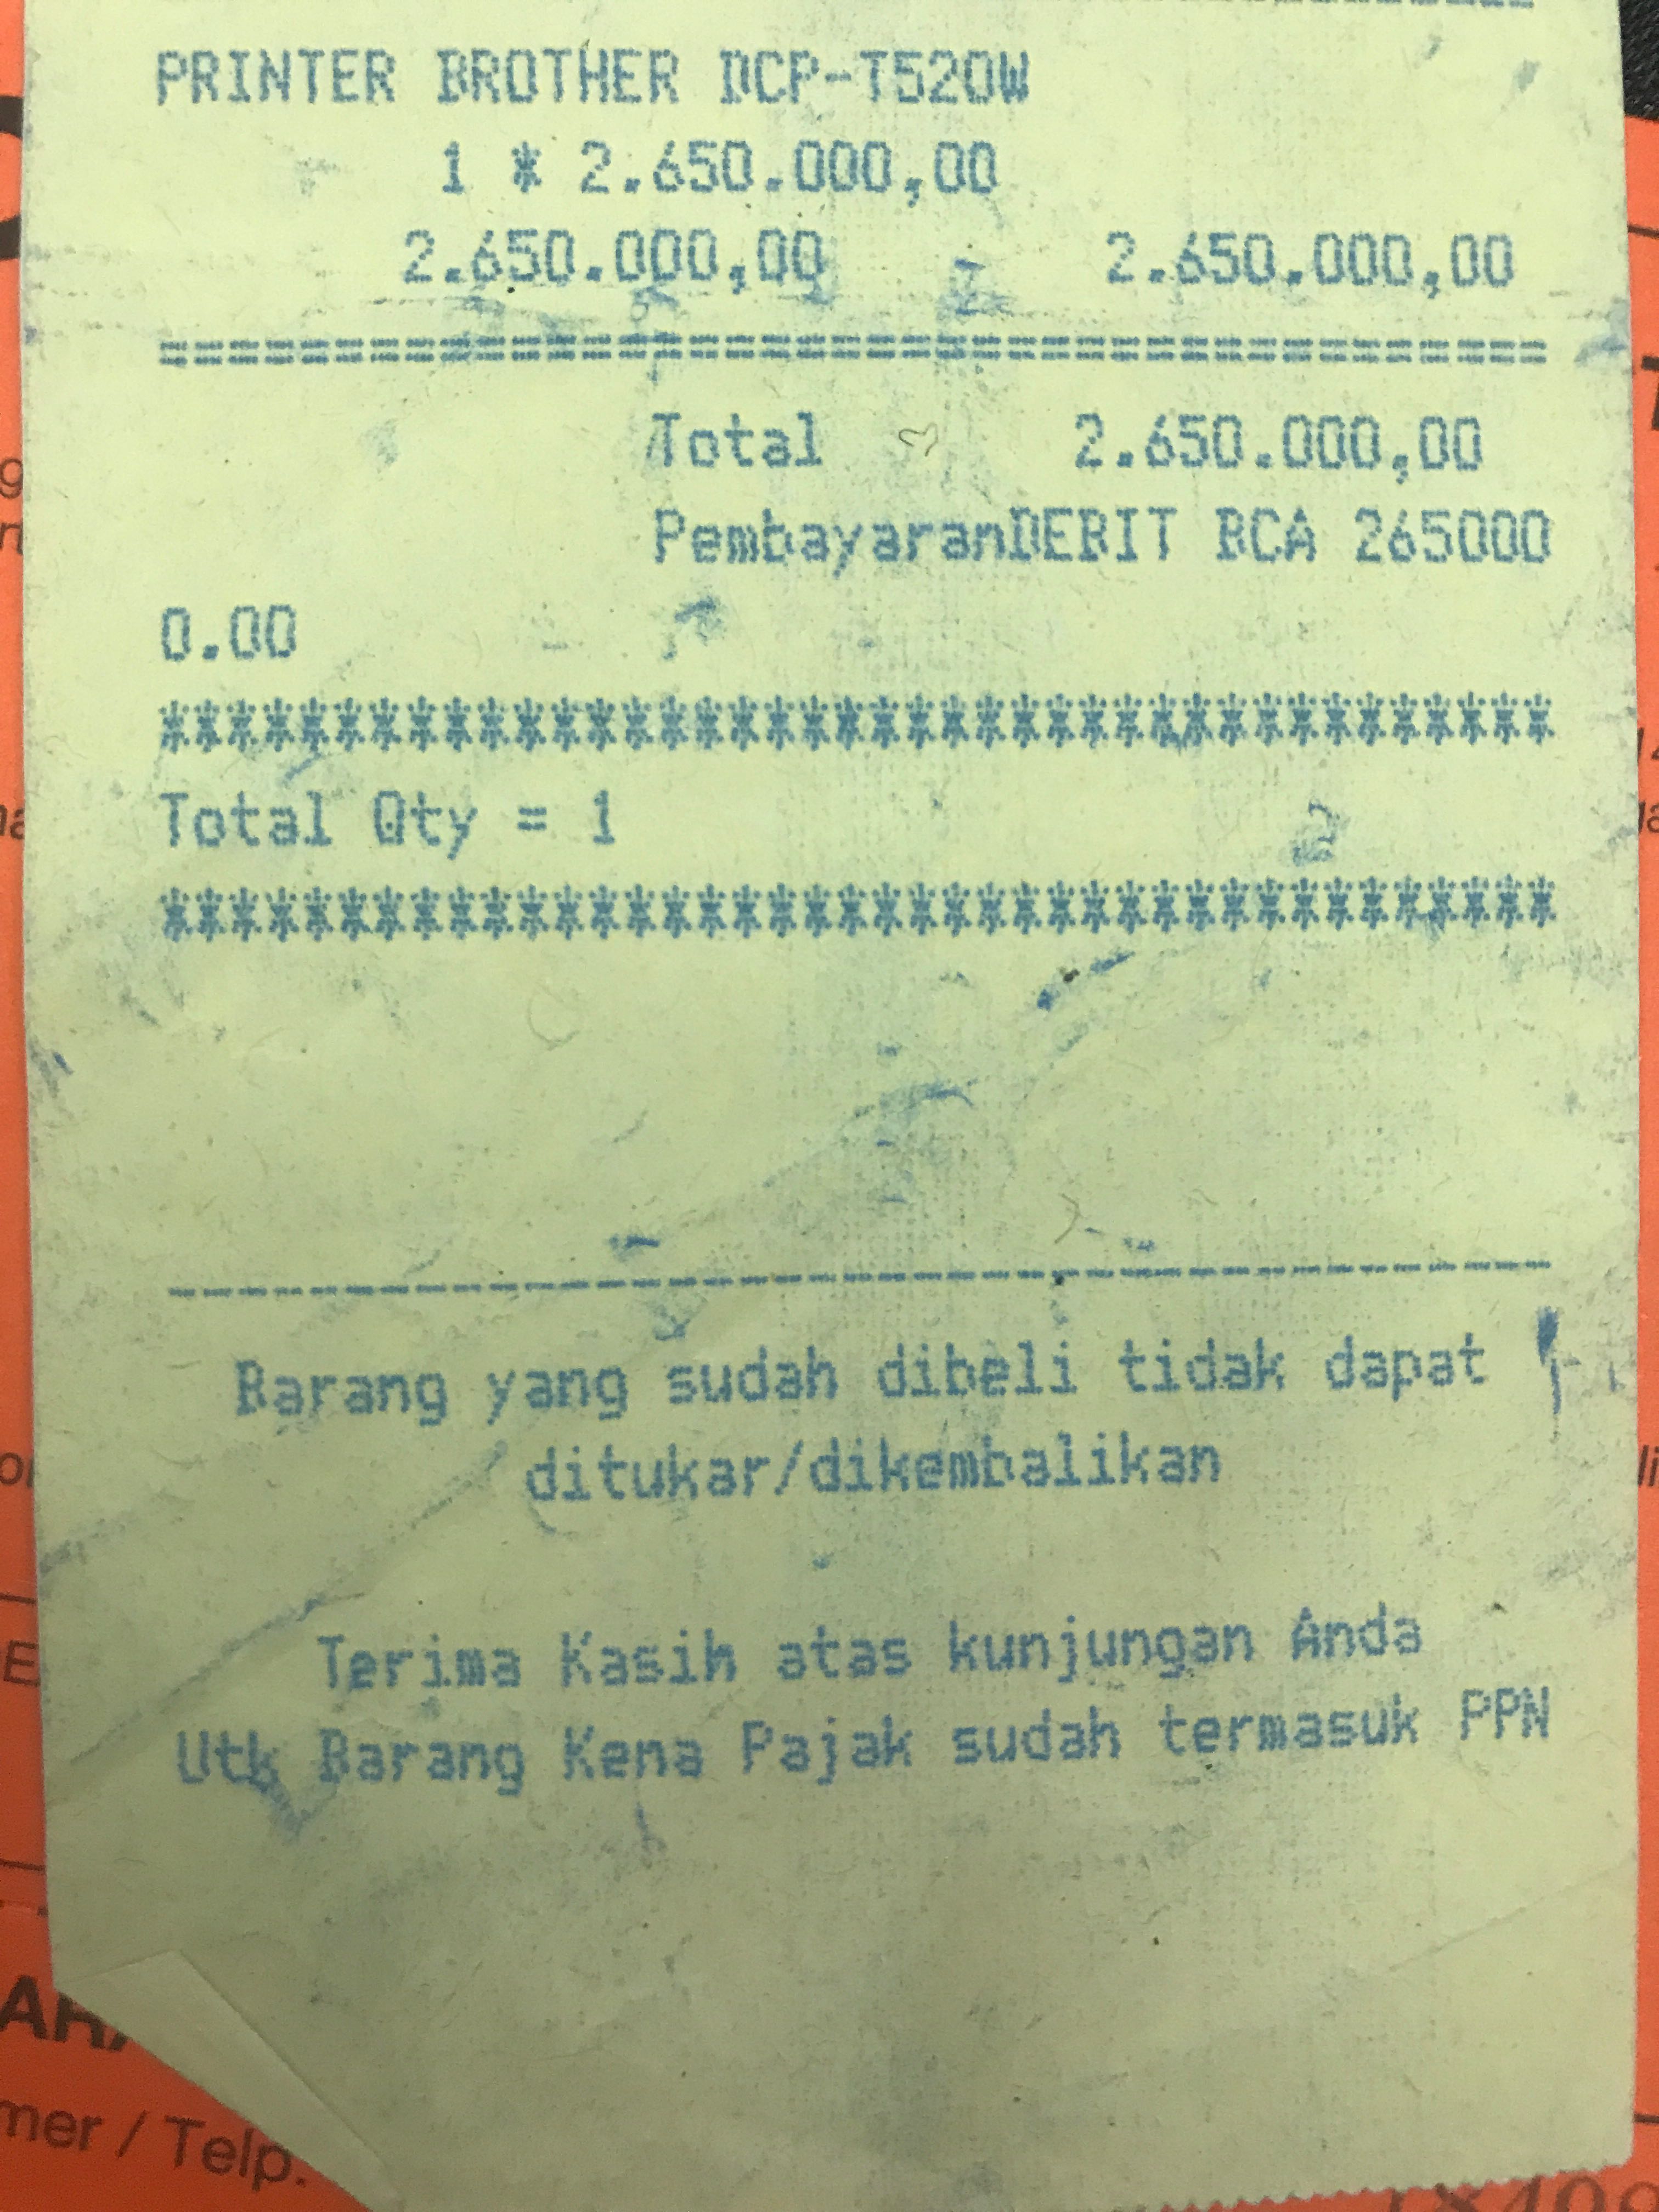 PRINTER BROTHER DCP-T520W
1 * 2.650.000,00
2.650.000,00 2.650.000,00
================================================
Total 2.650.000,00
PembayaranDEBIT BCA 265000
0.00
****************************************
Total Qty = 1
****************************************
----------------------------------------
Barang yang sudah dibeli tidak dapat
ditukar/dikembalikan
Terima Kasih atas kunjungan Anda
Utk Barang Kena Pajak sudah termasuk PPN
mer / Telp.